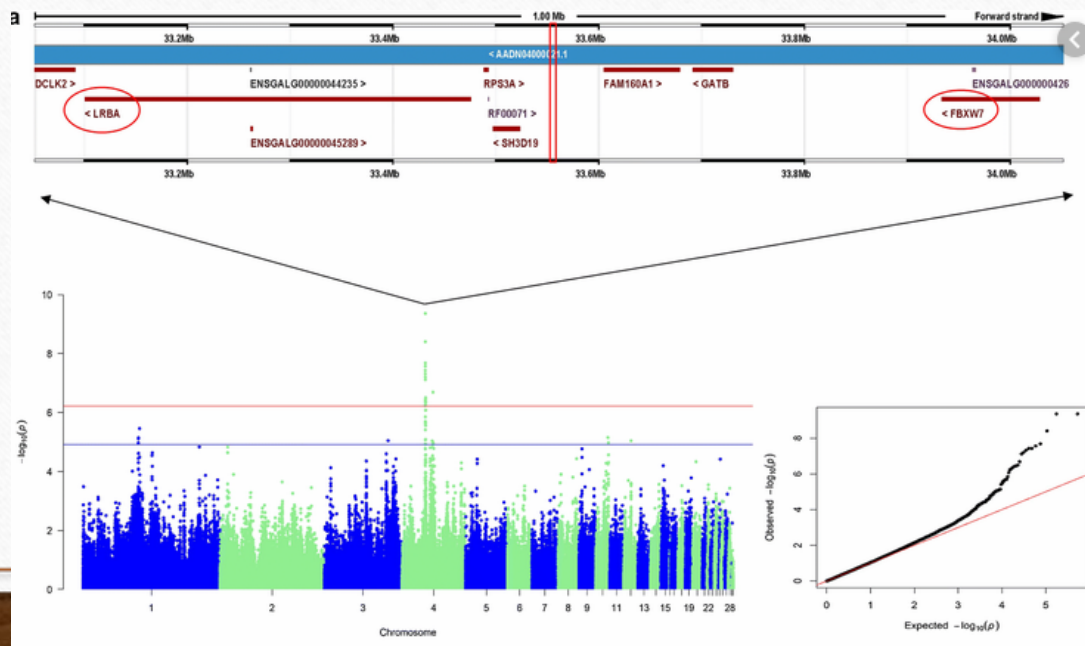 a
1.00 Mb
Forward strand
33.2Mb 33.4Mb 33.6Mb 33.8Mb 34.0Mb
< AADN04000021.1
DCLK2 > ENSGALG00000044235 > RPS3A > FAM160A1 > < GATB ENSGALG000000426
< LRBA RF00071 > < FBXW7
ENSGALG00000045289 > < SH3D19
33.2Mb 33.4Mb 33.6Mb 33.8Mb 34.0Mb
10
8
6
4
2
0
−log10(p)
1 2 3 4 5 6 7 8 9 11 13 15 17 19 22 28
Chromosome
8
6
4
2
0
Observed −log10(p)
0 1 2 3 4 5
Expected −log10(p)